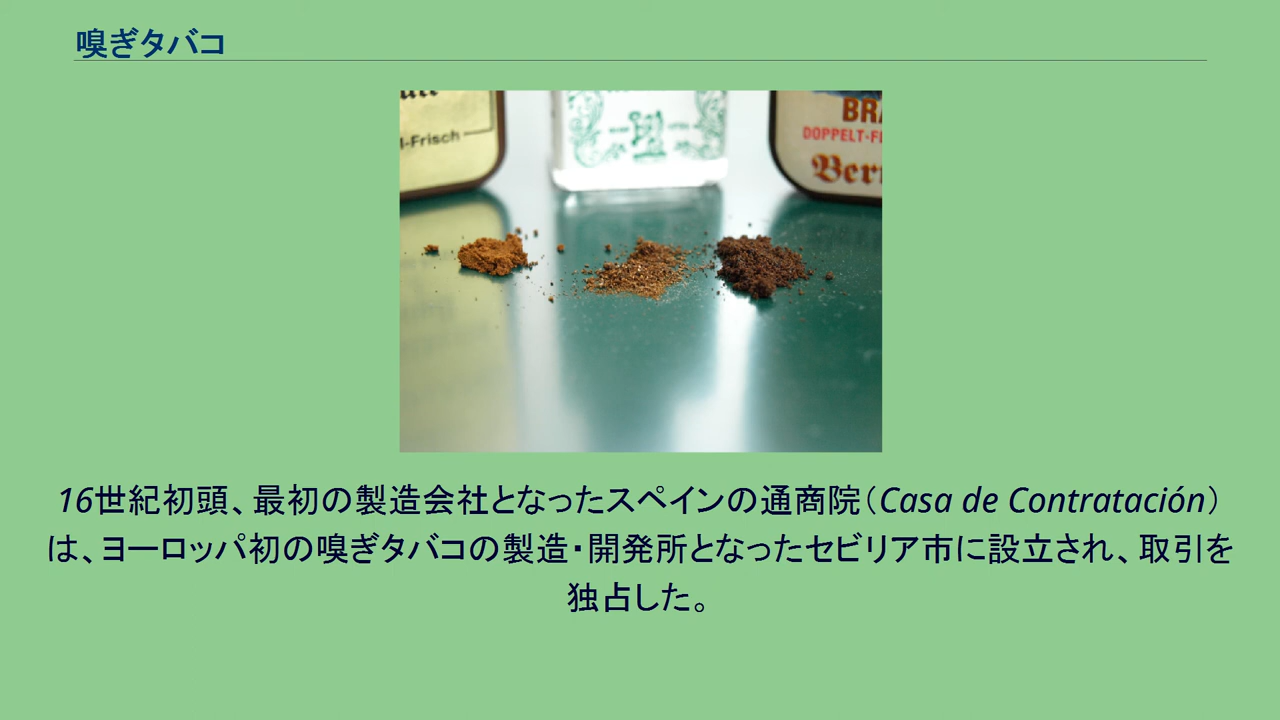 嗅ぎタバコ
l-Frisch
BRA
DOPPELT-F
Bern
16世紀初頭、最初の製造会社となったスペインの通商院（Casa de Contratación）
は、ヨーロッパ初の嗅ぎタバコの製造・開発所となったセビリア市に設立され、取引を
独占した。